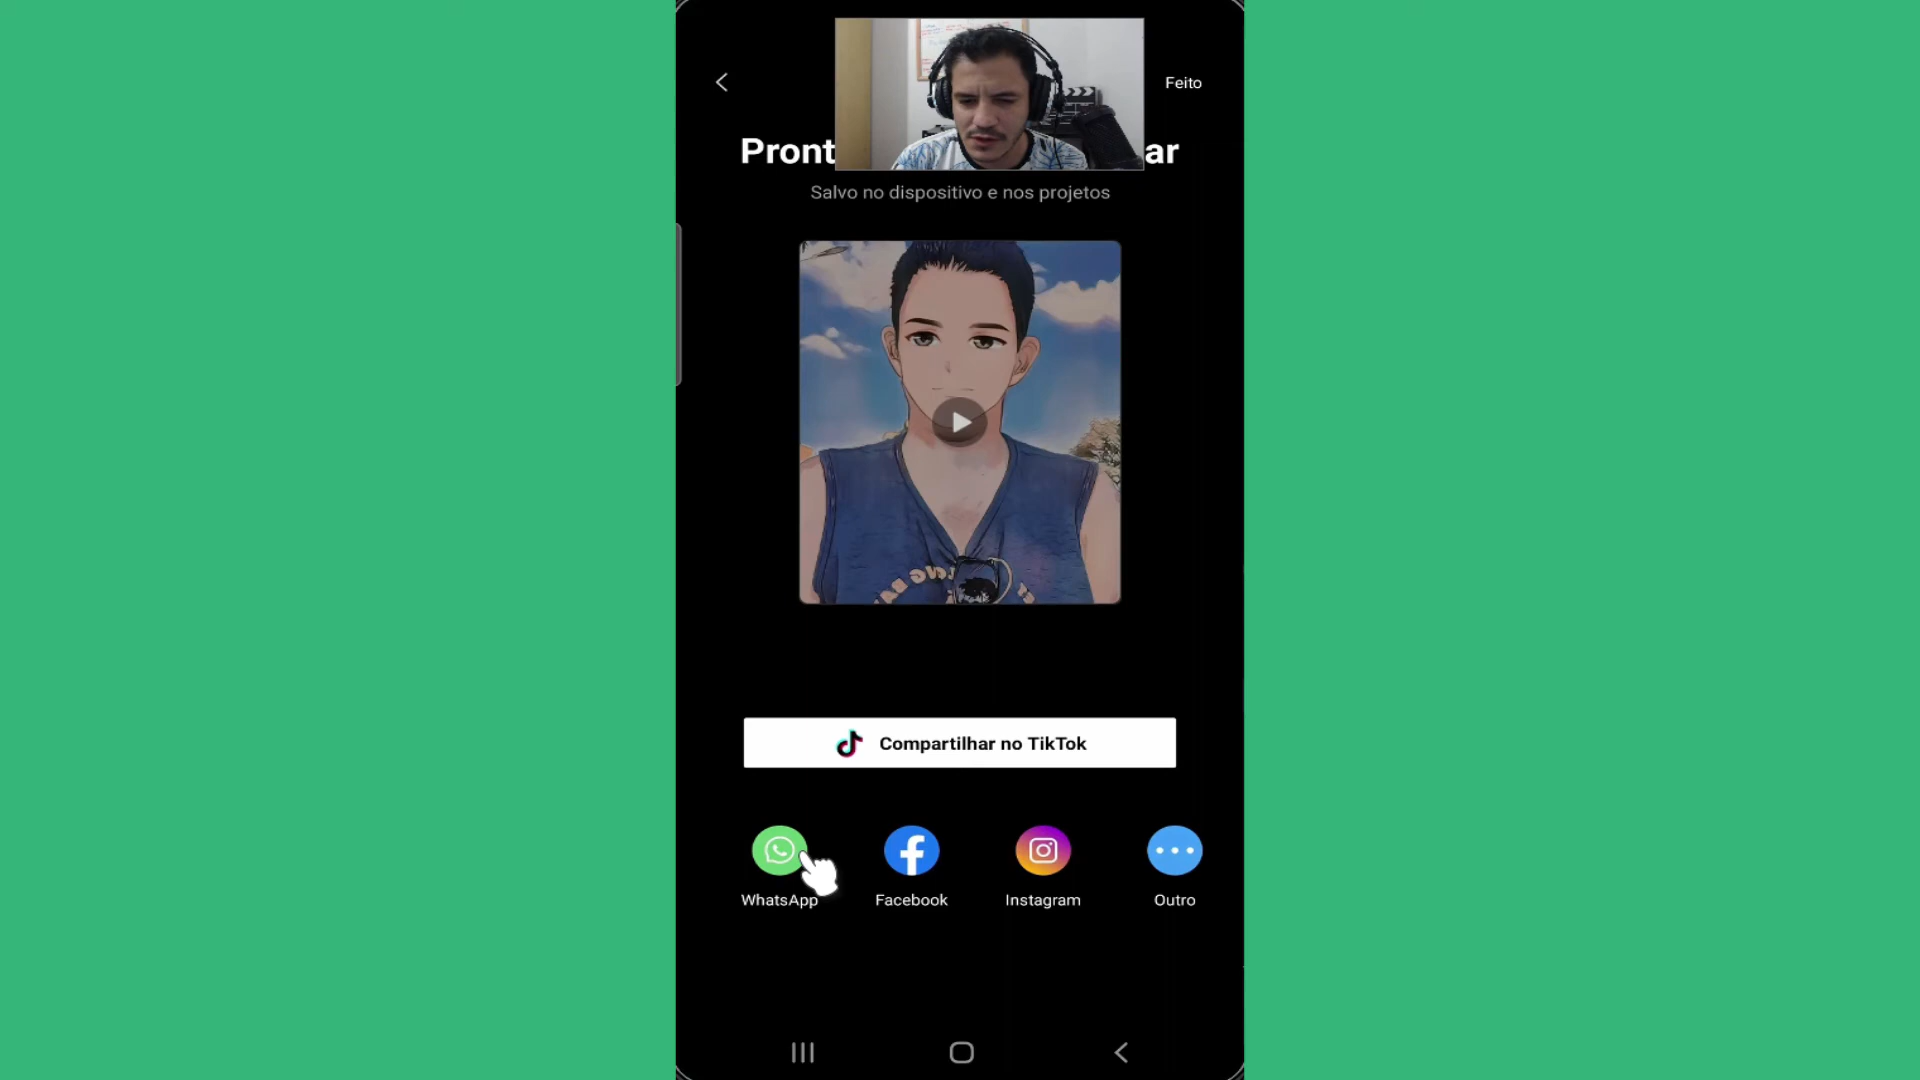 Feito
Pront ar
Salvo no dispositivo e nos projetos
Compartilhar no TikTok
WhatsApp
Facebook
Instagram
Outro